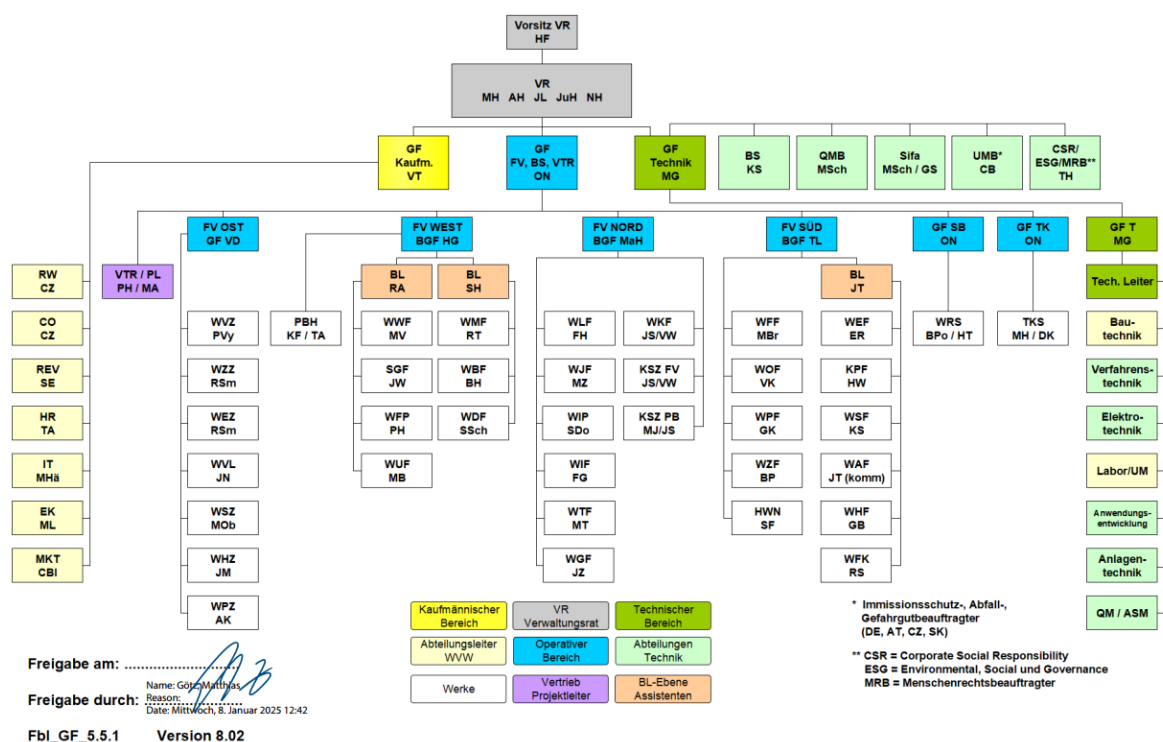 Vorsitz VR
HF
VR
MH AH JL JuH NH
GF
Kaufm.
VT
GF
FV, BS, VTR
ON
GF
Technik
MG
BS
KS
QMB
MSch
Sifa
MSch / GS
UMB*
CB
CSR/
ESG/MRB**
TH
FV OST
GF VD
FV WEST
BGF HG
FV NORD
BGF MaH
FV SÜD
BGF TL
GF SB
ON
GF TK
ON
GF T
MG
RW
CZ
VTR / PL
PH / MA
BL
RA
BL
SH
BL
JT
Tech. Leiter
CO
CZ
WVZ
PVy
PBH
KF / TA
WWF
MV
WMF
RT
WLF
FH
WKF
JS/VW
WFF
MBr
WEF
ER
WRS
BPo / HT
TKS
MH / DK
Bau-
technik
REV
SE
WZZ
RSm
SGF
JW
WBF
BH
WJF
MZ
KSZ FV
JS/VW
WOF
VK
KPF
HW
Verfahrens-
technik
HR
TA
WEZ
RSm
WFP
PH
WDF
SSch
WIP
SDo
KSZ PB
MJ/JS
WPF
GK
WSF
KS
Elektro-
technik
IT
MHä
WVL
JN
WUF
MB
WIF
FG
WZF
BP
WAF
JT (komm)
Labor/UM
EK
ML
WSZ
MOb
WTF
MT
HWN
SF
WHF
GB
Anwendungs-
entwicklung
MKT
CBl
WHZ
JM
WGF
JZ
WFK
RS
Anlagen-
technik
WPZ
AK
QM / ASM
Kaufmännischer
Bereich
VR
Verwaltungsrat
Technischer
Bereich
Abteilungsleiter
WVW
Operativer
Bereich
Abteilungen
Technik
Werke
Vertrieb
Projektleiter
BL-Ebene
Assistenten
* Immissionsschutz-, Abfall-,
Gefahrgutbeauftragter
(DE, AT, CZ, SK)
** CSR = Corporate Social Responsibility
ESG = Environmental, Social und Governance
MRB = Menschenrechtsbeauftragter
Freigabe am:
Freigabe durch:
Name: Götz, Matthias
Reason:
Date: Mittwoch, 8. Januar 2025 12:42
Fbl_GF_5.5.1 Version 8.02